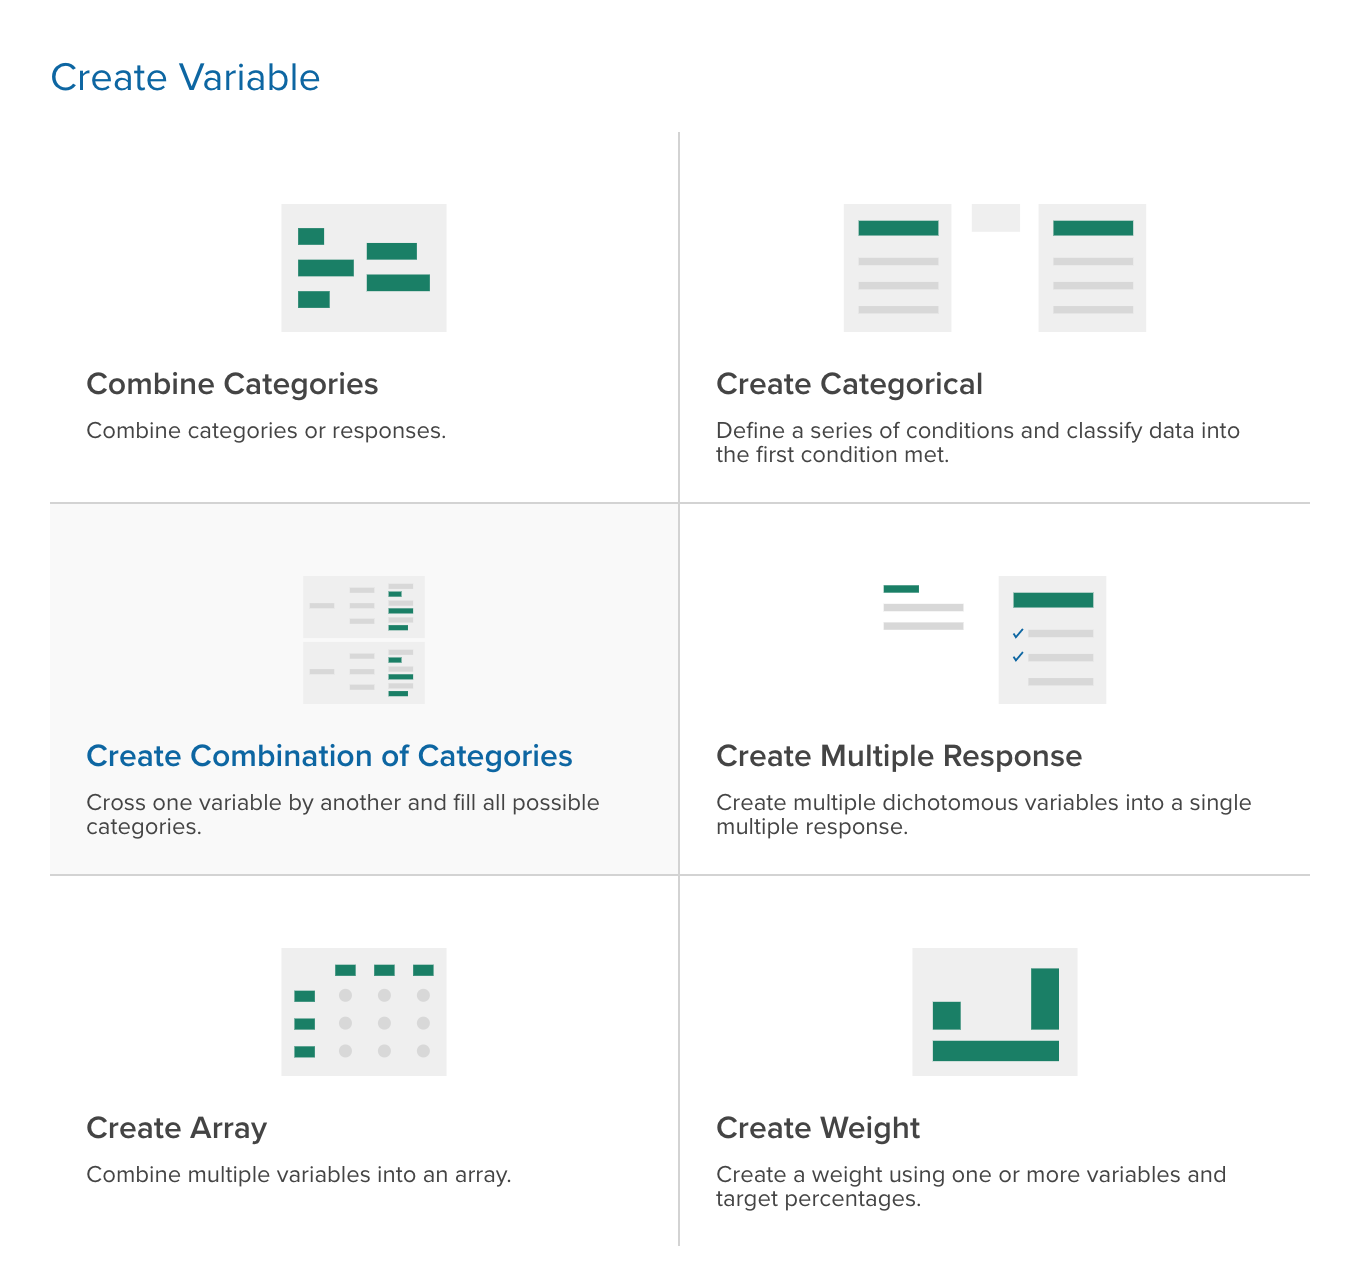 Create Variable
Combine Categories
Combine categories or responses.
Create Categorical
Define a series of conditions and classify data into
the first condition met.
Create Combination of Categories
Cross one variable by another and fill all possible
categories.
Create Multiple Response
Create multiple dichotomous variables into a single
multiple response.
Create Array
Combine multiple variables into an array.
Create Weight
Create a weight using one or more variables and
target percentages.